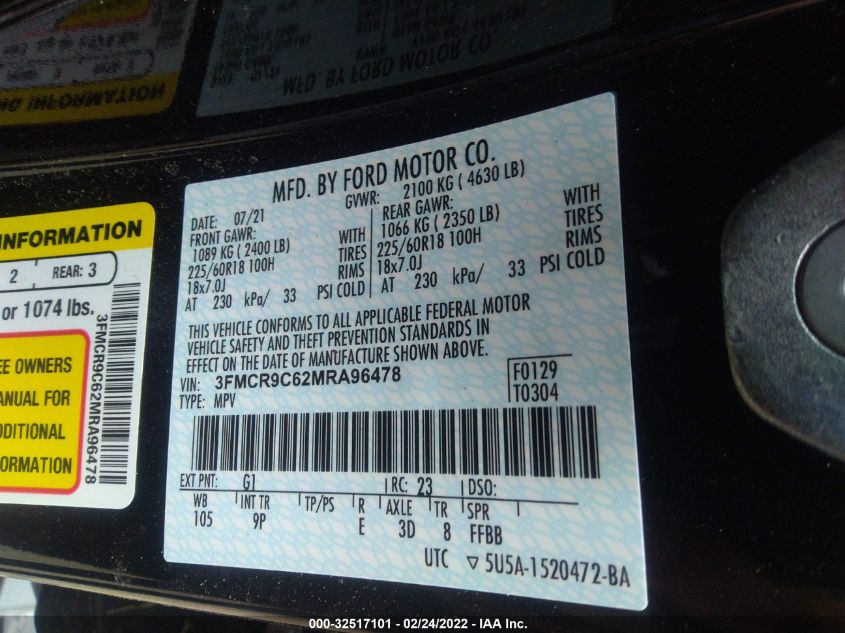 MFD. BY FORD MOTOR CO.
DATE: 07/21 GVWR: 2100 KG ( 4630 LB)
FRONT GAWR: REAR GAWR:
1089 KG ( 2400 LB) WITH 1066 KG ( 2350 LB) WITH
225/60R18 100H TIRES 225/60R18 100H TIRES
18x7.0J RIMS 18x7.0J RIMS
AT 230 kPa/ 33 PSI COLD AT 230 kPa/ 33 PSI COLD
THIS VEHICLE CONFORMS TO ALL APPLICABLE FEDERAL MOTOR
VEHICLE SAFETY AND THEFT PREVENTION STANDARDS IN
EFFECT ON THE DATE OF MANUFACTURE SHOWN ABOVE.
VIN: 3FMCR9C62MRA96478 F0129
TYPE: MPV T0304
EXT PNT: G1 RC: 23 DSO:
WB INT TR TP/PS R AXLE TR SPR
105 9P E 3D 8 FFBB
UTC ▽ 5U5A-1520472-BA
INFORMATION
2 REAR: 3
or 1074 lbs.
OWNERS
MANUAL FOR
ADDITIONAL
INFORMATION
3FMCR9C62MRA96478
MFD. BY FORD MOTOR CO.
000-32517101 - 02/24/2022 - IAA Inc.